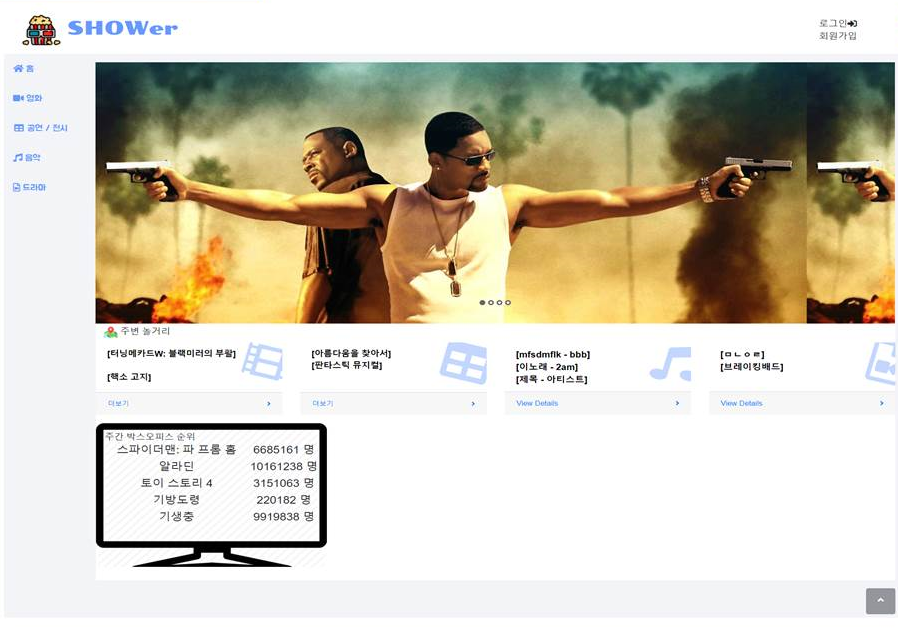 SHOWer
로그인
회원가입
홈
영화
공연 / 전시
음악
드라마
주변 놀거리
[터닝메카드W: 블랙미러의 부활]
[핵소 고지]
더보기
[아름다움을 찾아서]
[판타스틱 뮤지컬]
더보기
[mfsdmflk - bbb]
[이노래 - 2am]
[제목 - 아티스트]
View Details
[ㅁㄴㅇㄹ]
[브레이킹배드]
View Details
주간 박스오피스 순위
스파이더맨: 파 프롬 홈 6685161 명
알라딘 10161238 명
토이 스토리 4 3151063 명
기방도령 220182 명
기생충 9919838 명